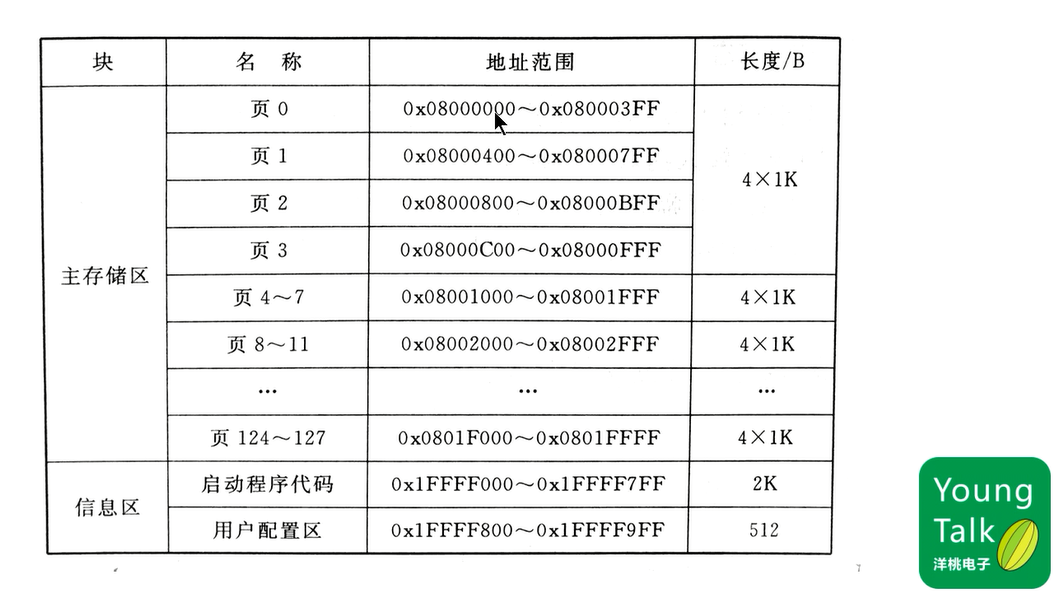 块 名 称 地址范围 长度/B
页 0 0x08000000～0x080003FF
页 1 0x08000400～0x080007FF
4×1K
页 2 0x08000800～0x08000BFF
页 3 0x08000C00～0x08000FFF
主存储区
页 4～7 0x08001000～0x08001FFF 4×1K
页 8～11 0x08002000～0x08002FFF 4×1K
… … …
页 124～127 0x0801F000～0x0801FFFF 4×1K
信息区
启动程序代码 0x1FFFF000～0x1FFFF7FF 2K
用户配置区 0x1FFFF800～0x1FFFF9FF 512
Young
Talk
洋桃电子